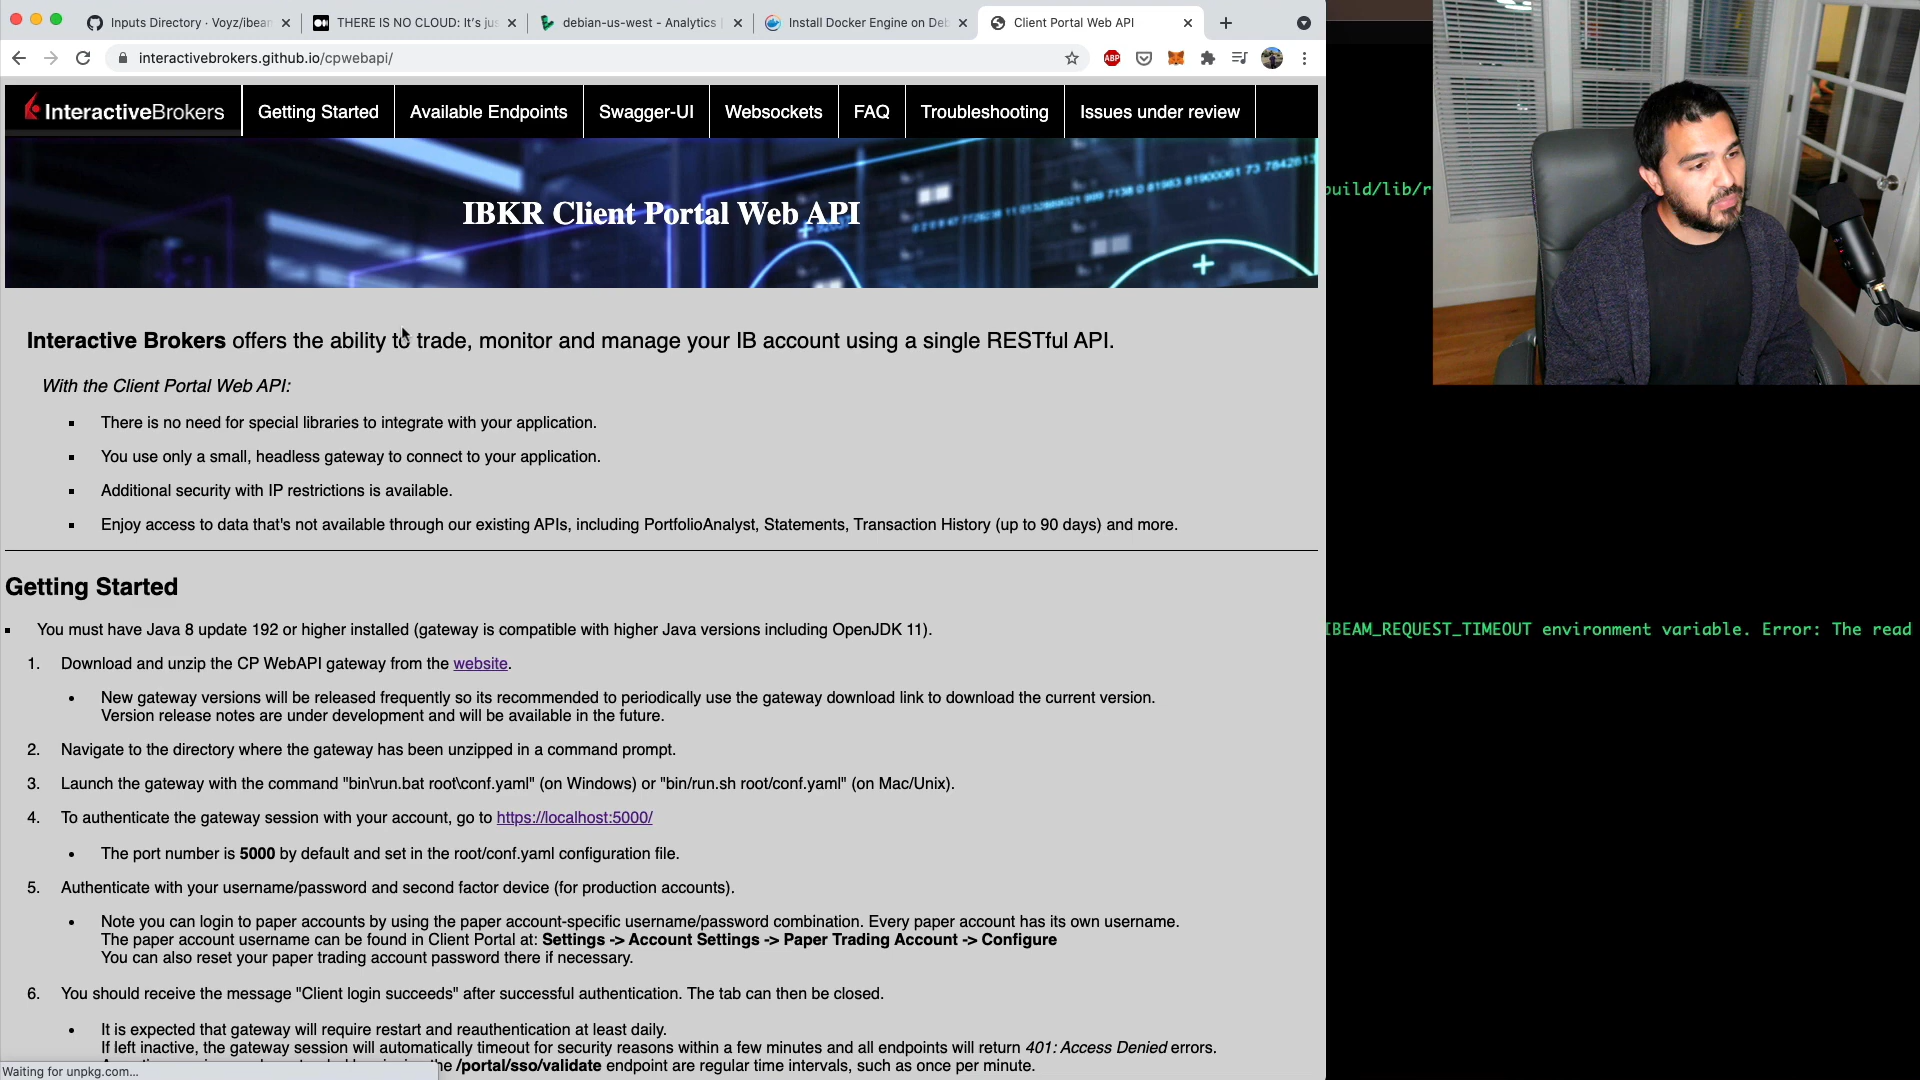 Inputs Directory · Voyz/ibea
THERE IS NO CLOUD: It's jus
debian-us-west - Analytics |
Install Docker Engine on Deb
Client Portal Web API
interactivebrokers.github.io/cpwebapi/
ABP
InteractiveBrokers
Getting Started
Available Endpoints
Swagger-UI
Websockets
FAQ
Troubleshooting
Issues under review
IBKR Client Portal Web API
build/lib/r
Interactive Brokers offers the ability to trade, monitor and manage your IB account using a single RESTful API.
With the Client Portal Web API:
There is no need for special libraries to integrate with your application.
You use only a small, headless gateway to connect to your application.
Additional security with IP restrictions is available.
Enjoy access to data that's not available through our existing APIs, including PortfolioAnalyst, Statements, Transaction History (up to 90 days) and more.
Getting Started
You must have Java 8 update 192 or higher installed (gateway is compatible with higher Java versions including OpenJDK 11).
IBEAM_REQUEST_TIMEOUT environment variable. Error: The read
1. Download and unzip the CP WebAPI gateway from the website.
New gateway versions will be released frequently so its recommended to periodically use the gateway download link to download the current version.
Version release notes are under development and will be available in the future.
2. Navigate to the directory where the gateway has been unzipped in a command prompt.
3. Launch the gateway with the command "bin\run.bat root\conf.yaml" (on Windows) or "bin/run.sh root/conf.yaml" (on Mac/Unix).
4. To authenticate the gateway session with your account, go to https://localhost:5000/
The port number is 5000 by default and set in the root/conf.yaml configuration file.
5. Authenticate with your username/password and second factor device (for production accounts).
Note you can login to paper accounts by using the paper account-specific username/password combination. Every paper account has its own username.
The paper account username can be found in Client Portal at: Settings -> Account Settings -> Paper Trading Account -> Configure
You can also reset your paper trading account password there if necessary.
6. You should receive the message "Client login succeeds" after successful authentication. The tab can then be closed.
It is expected that gateway will require restart and reauthentication at least daily.
If left inactive, the gateway session will automatically timeout for security reasons within a few minutes and all endpoints will return 401: Access Denied errors.
/portal/sso/validate endpoint are regular time intervals, such as once per minute.
Waiting for unpkg.com...